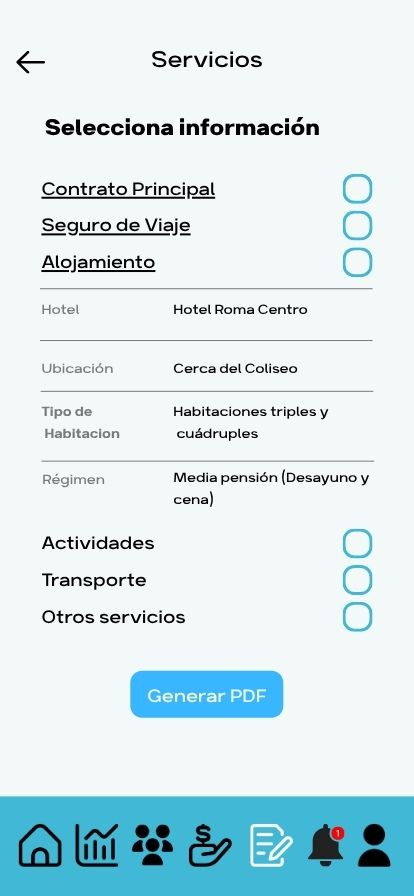 Servicios
Selecciona información
Contrato Principal
Seguro de Viaje
Alojamiento
Hotel Hotel Roma Centro
Ubicación Cerca del Coliseo
Tipo de Habitaciones triples y
Habitacion cuádruples
Régimen Media pensión (Desayuno y
cena)
Actividades
Transporte
Otros servicios
Generar PDF
$
1